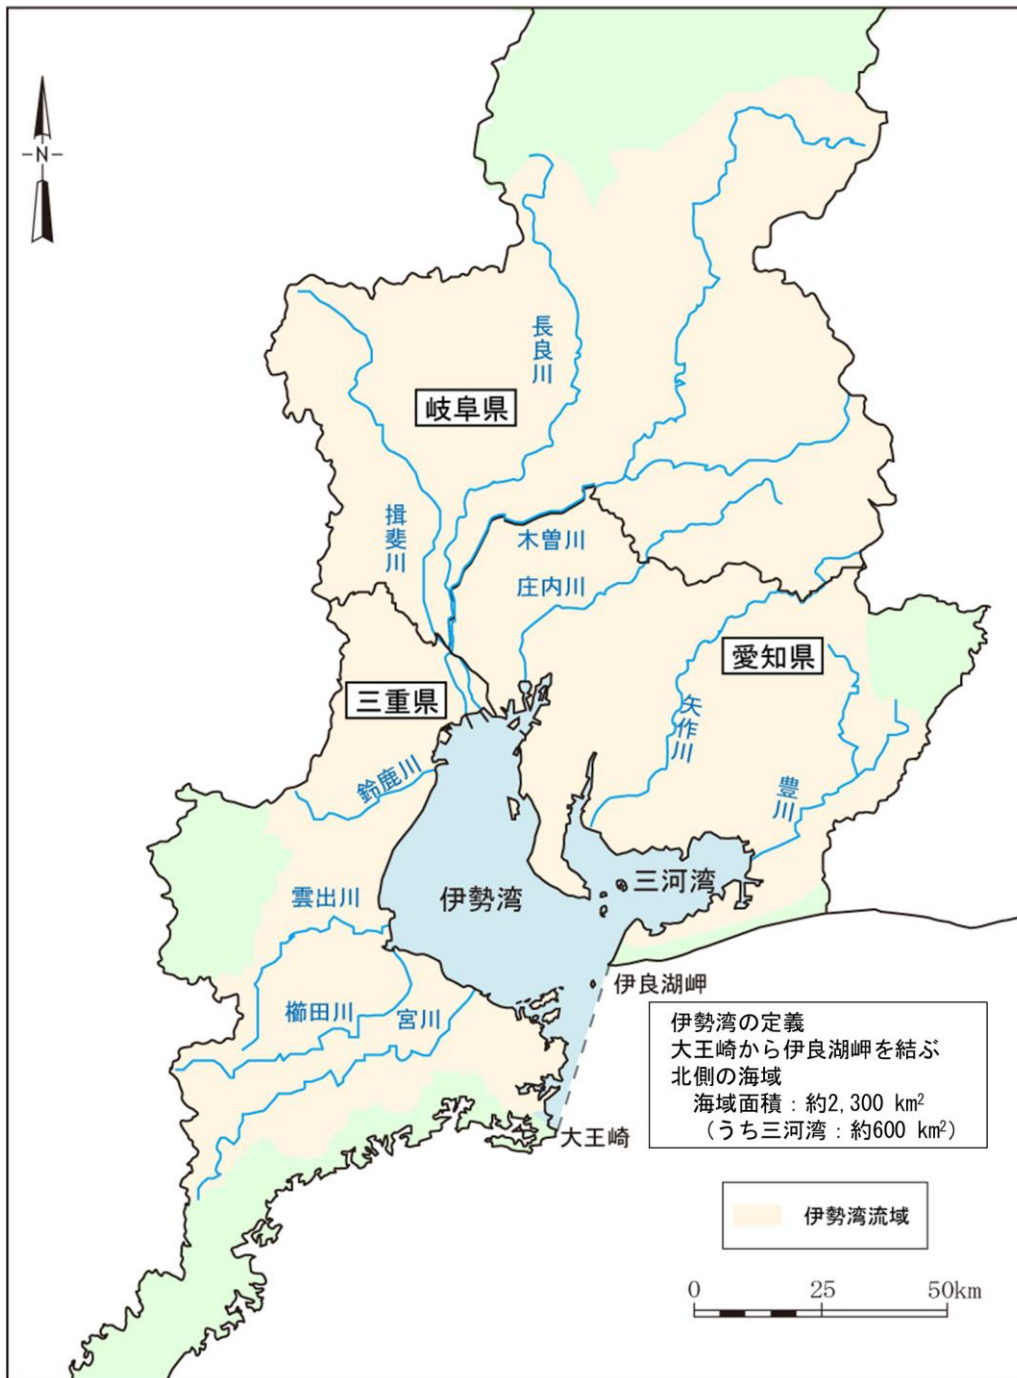 N
長良川
岐阜県
揖斐川
木曽川
庄内川
愛知県
三重県
矢作川
鈴鹿川
豊川
三河湾
伊勢湾
雲出川
伊良湖岬
櫛田川
宮川
伊勢湾の定義
大王崎から伊良湖岬を結ぶ
北側の海域
海域面積：約2,300 km²
（うち三河湾：約600 km²）
大王崎
伊勢湾流域
0 25 50km